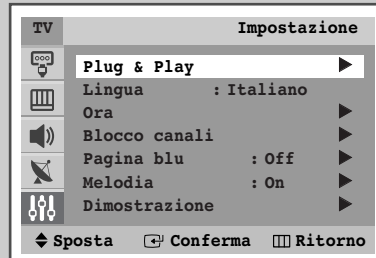 TV Impostazione
Plug & Play
Lingua : Italiano
Ora
Blocco canali
Pagina blu : Off
Melodia : On
Dimostrazione
Sposta Conferma Ritorno